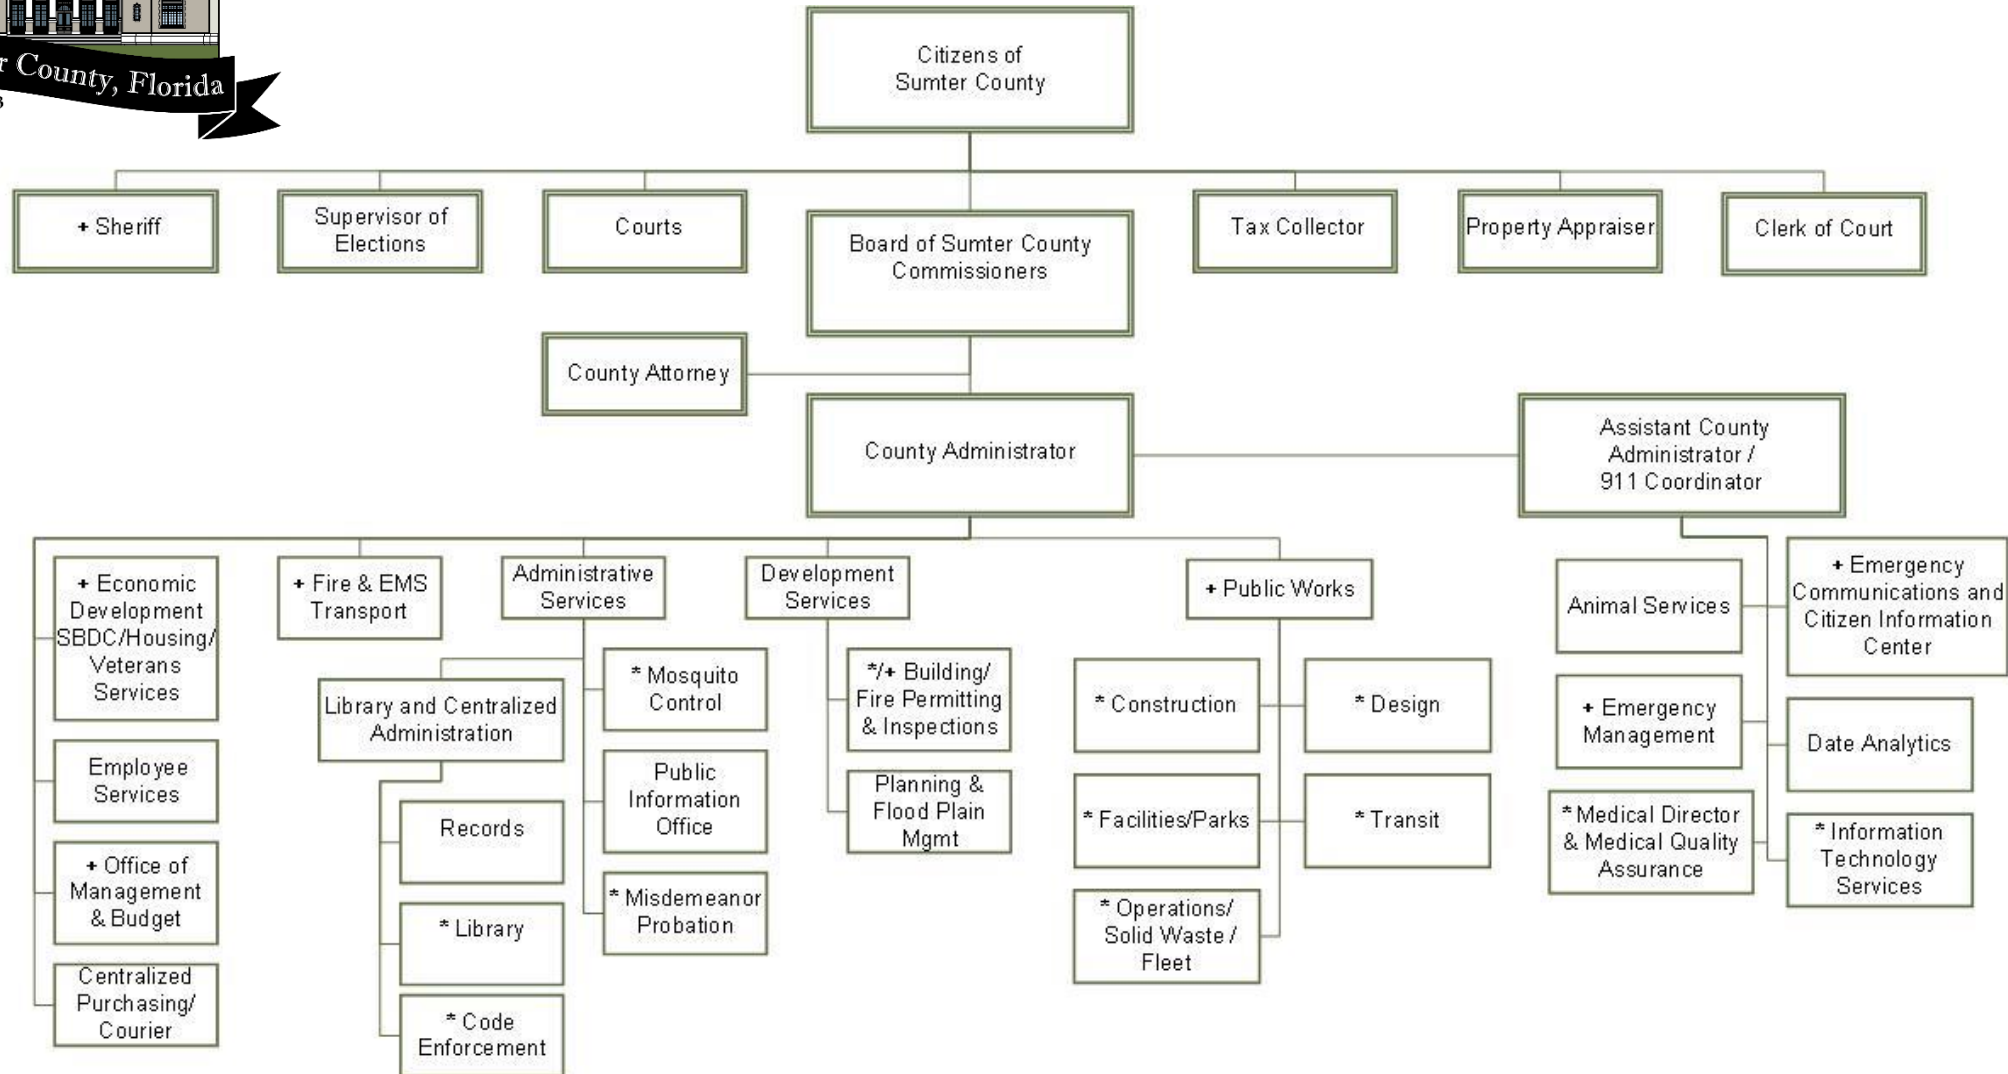 County, Florida
Citizens of
Sumter County
+ Sheriff
Supervisor of
Elections
Courts
Board of Sumter County
Commissioners
Tax Collector
Property Appraiser
Clerk of Court
County Attorney
County Administrator
Assistant County
Administrator /
911 Coordinator
+ Economic
Development
SBDC/Housing/
Veterans
Services
+ Fire & EMS
Transport
Administrative
Services
Development
Services
+ Public Works
Animal Services
+ Emergency
Communications and
Citizen Information
Center
Library and Centralized
Administration
* Mosquito
Control
*/+ Building/
Fire Permitting
& Inspections
* Construction
* Design
+ Emergency
Management
Date Analytics
Employee
Services
Public
Information
Office
Planning &
Flood Plain
Mgmt
* Facilities/Parks
* Transit
* Medical Director
& Medical Quality
Assurance
* Information
Technology
Services
Records
+ Office of
Management
& Budget
* Misdemeanor
Probation
* Library
* Operations/
Solid Waste /
Fleet
Centralized
Purchasing/
Courier
* Code
Enforcement